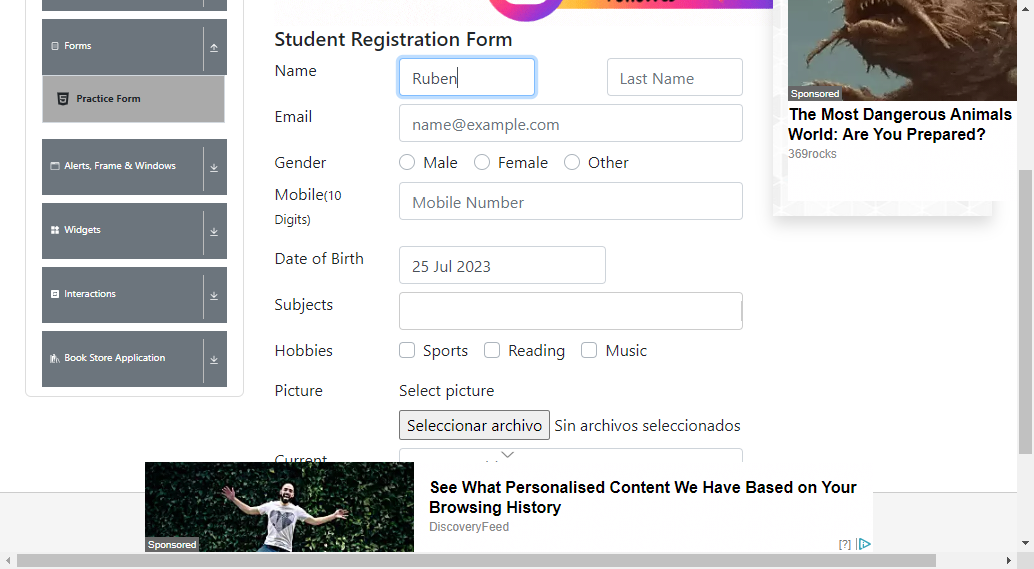 Student Registration Form
Forms
Practice Form
Alerts, Frame & Windows
Widgets
Interactions
Book Store Application
Name
Ruben
Last Name
Email
name@example.com
Gender
Male
Female
Other
Mobile(10
Digits)
Mobile Number
Date of Birth
25 Jul 2023
Subjects
Hobbies
Sports
Reading
Music
Picture
Select picture
Seleccionar archivo
Sin archivos seleccionados
Current
Sponsored
The Most Dangerous Animals
World: Are You Prepared?
369rocks
See What Personalised Content We Have Based on Your
Browsing History
DiscoveryFeed
Sponsored
[?]